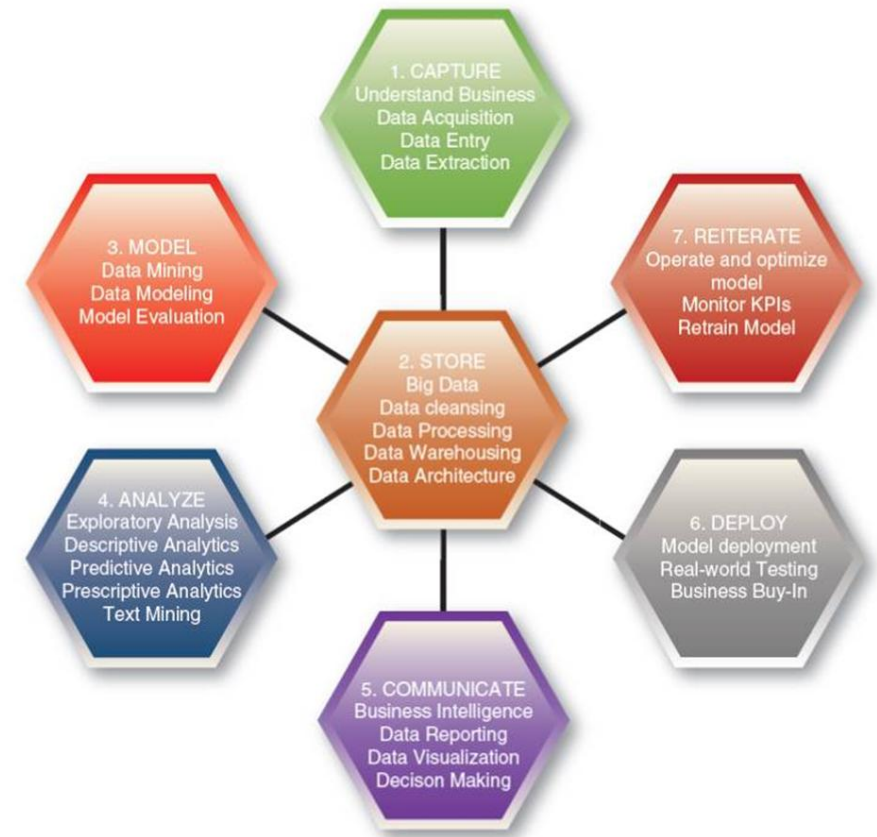 1. CAPTURE
Understand Business
Data Acquisition
Data Entry
Data Extraction
2. STORE
Big Data
Data cleansing
Data Processing
Data Warehousing
Data Architecture
3. MODEL
Data Mining
Data Modeling
Model Evaluation
4. ANALYZE
Exploratory Analysis
Descriptive Analytics
Predictive Analytics
Prescriptive Analytics
Text Mining
5. COMMUNICATE
Business Intelligence
Data Reporting
Data Visualization
Decison Making
6. DEPLOY
Model deployment
Real-world Testing
Business Buy-In
7. REITERATE
Operate and optimize
model
Monitor KPIs
Retrain Model